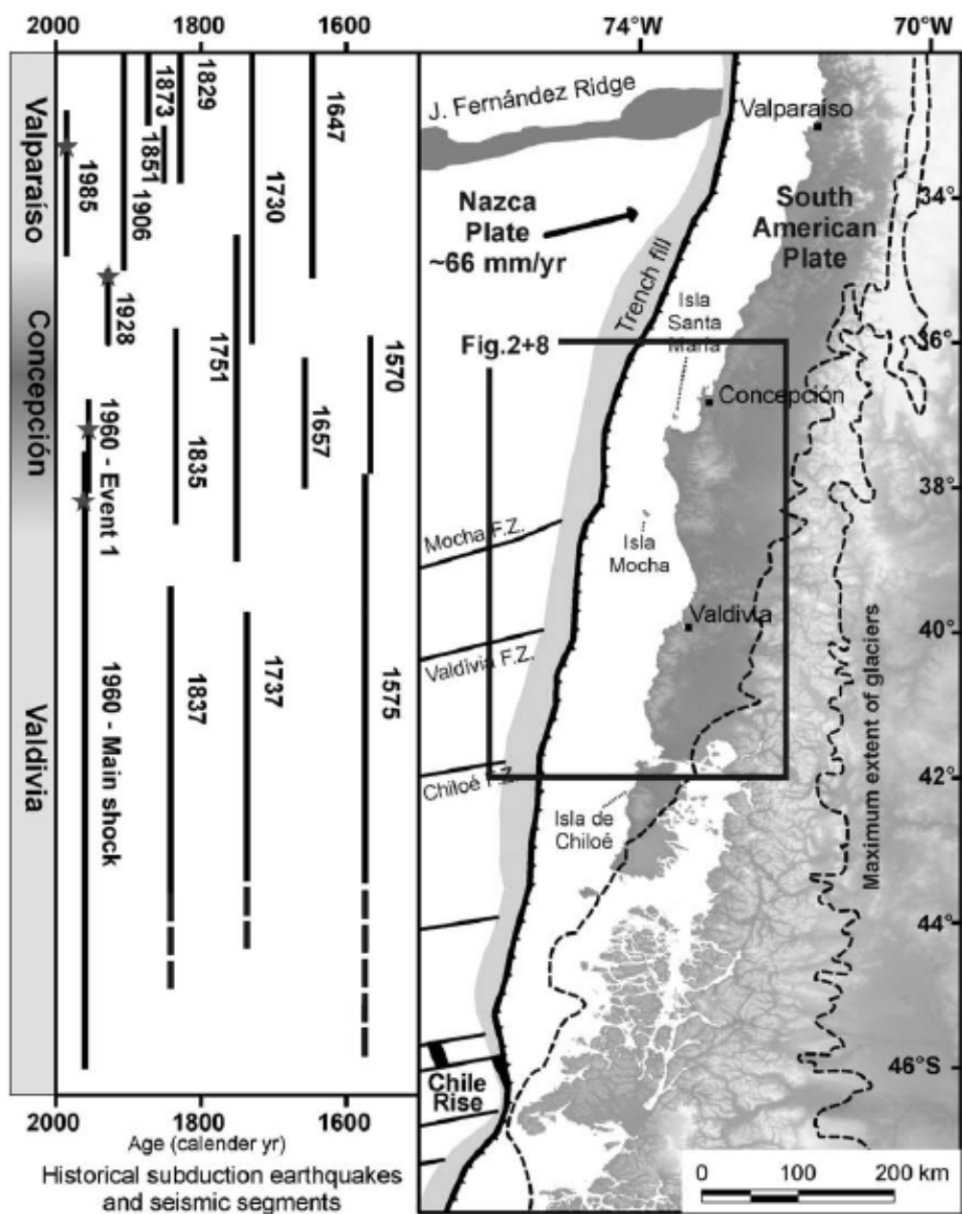 2000
1800
1600
74°W
70°W
Valparaíso
Concepción
Valdivia
1985
1906
1873
1851
1829
1730
1647
1928
1751
1570
1657
1835
1960 - Event 1
1960 - Main shock
1837
1737
1575
2000
1800
1600
Age (calender yr)
Historical subduction earthquakes
and seismic segments
J. Fernández Ridge
Valparaíso
Nazca
Plate
~66 mm/yr
South
American
Plate
34°
Trench fill
Isla
Santa
María
Fig.2+8
36°
Concepción
38°
Mocha F.Z.
Isla
Mocha
Valdivia
40°
Valdivia F.Z.
Maximum extent of glaciers
Chiloé F.Z.
42°
Isla de
Chiloé
44°
46°S
Chile
Rise
0 100 200 km